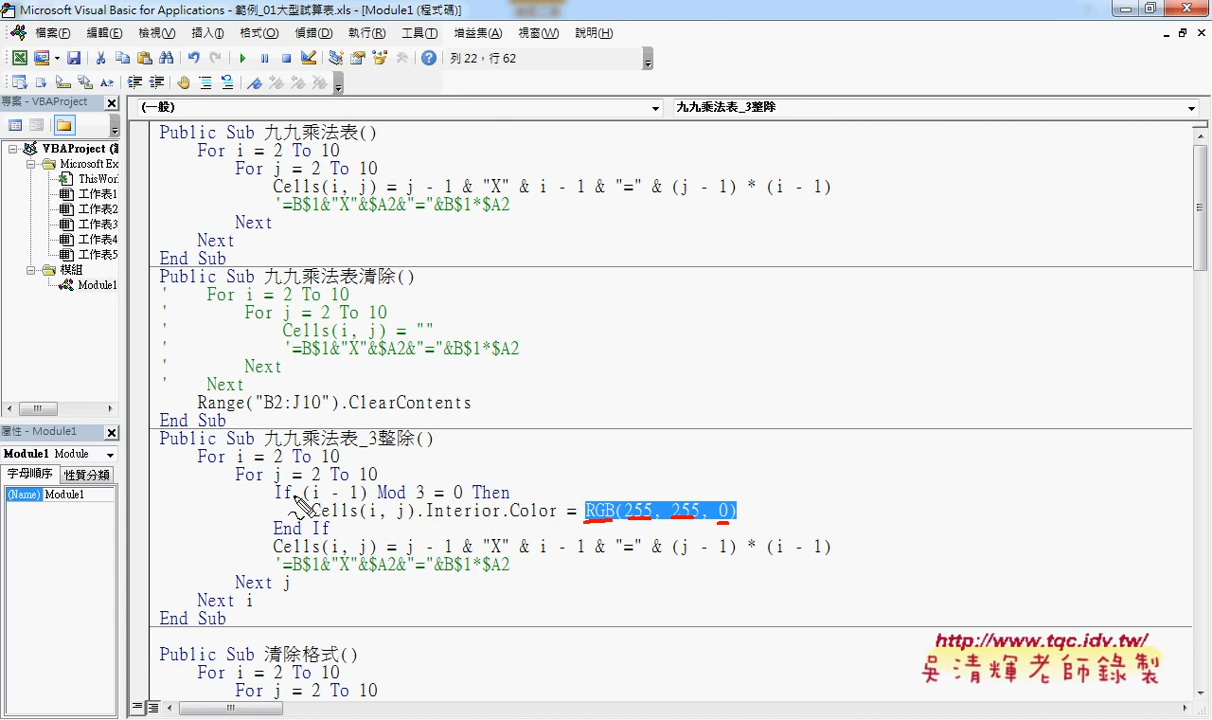 Microsoft Visual Basic for Applications - 範例_01大型試算表.xls - [Module1 (程式碼)]
檔案(F) 編輯(E) 檢視(V) 插入(I) 格式(O) 偵錯(D) 執行(R) 工具(T) 增益集(A) 視窗(W) 說明(H)
列 22，行 62
專案 - VBAProject
(一般)
九九乘法表_3整除
VBAProject (範
Microsoft Ex
ThisWor
工作表1
工作表2
工作表3
工作表4
工作表5
模組
Module1
屬性 - Module1
Module1 Module
字母順序 性質分類
(Name) Module1
Public Sub 九九乘法表()
For i = 2 To 10
For j = 2 To 10
Cells(i, j) = j - 1 & "X" & i - 1 & "=" & (j - 1) * (i - 1)
'=B$1&"X"&$A2&"="&B$1*$A2
Next
Next
End Sub
Public Sub 九九乘法表清除()
' For i = 2 To 10
' For j = 2 To 10
' Cells(i, j) = ""
' '=B$1&"X"&$A2&"="&B$1*$A2
' Next
' Next
Range("B2:J10").ClearContents
End Sub
Public Sub 九九乘法表_3整除()
For i = 2 To 10
For j = 2 To 10
If (i - 1) Mod 3 = 0 Then
Cells(i, j).Interior.Color = RGB(255, 255, 0)
End If
Cells(i, j) = j - 1 & "X" & i - 1 & "=" & (j - 1) * (i - 1)
'=B$1&"X"&$A2&"="&B$1*$A2
Next j
Next i
End Sub
Public Sub 清除格式()
For i = 2 To 10
For j = 2 To 10
http://www.tqc.idv.tw/
吳清輝老師錄製